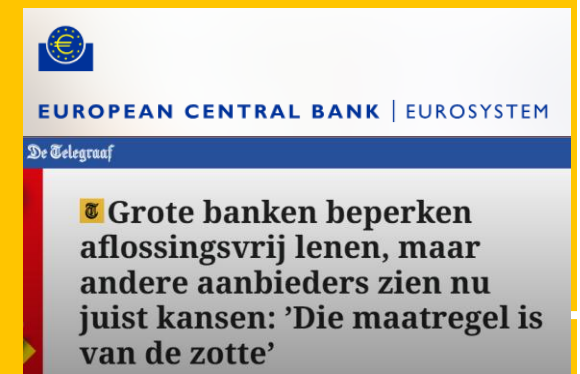 EUROPEAN CENTRAL BANK | EUROSYSTEM
De Telegraaf
T Grote banken beperken
aflossingsvrij lenen, maar
andere aanbieders zien nu
juist kansen: ’Die maatregel is
van de zotte’